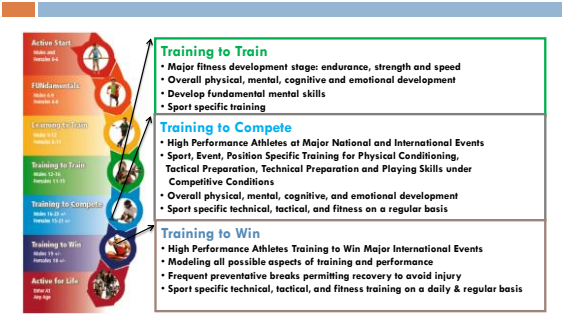 Active Start
Males and
Females 0-6
FUNdamentals
Males 6-9
Females 6-8
Learning to Train
Males 9-12
Females 8-11
Training to Train
Males 12-16
Females 11-15
Training to Compete
Males 16-23 +/-
Females 15-21 +/-
Training to Win
Males 19 +/-
Females 18 +/-
Active for Life
Enter At
Any Age
Training to Train
• Major fitness development stage: endurance, strength and speed
• Overall physical, mental, cognitive and emotional development
• Develop fundamental mental skills
• Sport specific training
Training to Compete
• High Performance Athletes at Major National and International Events
• Sport, Event, Position Specific Training for Physical Conditioning,
Tactical Preparation, Technical Preparation and Playing Skills under
Competitive Conditions
• Overall physical, mental, cognitive, and emotional development
• Sport specific technical, tactical, and fitness on a regular basis
Training to Win
• High Performance Athletes Training to Win Major International Events
• Modeling all possible aspects of training and performance
• Frequent preventative breaks permitting recovery to avoid injury
• Sport specific technical, tactical, and fitness training on a daily & regular basis